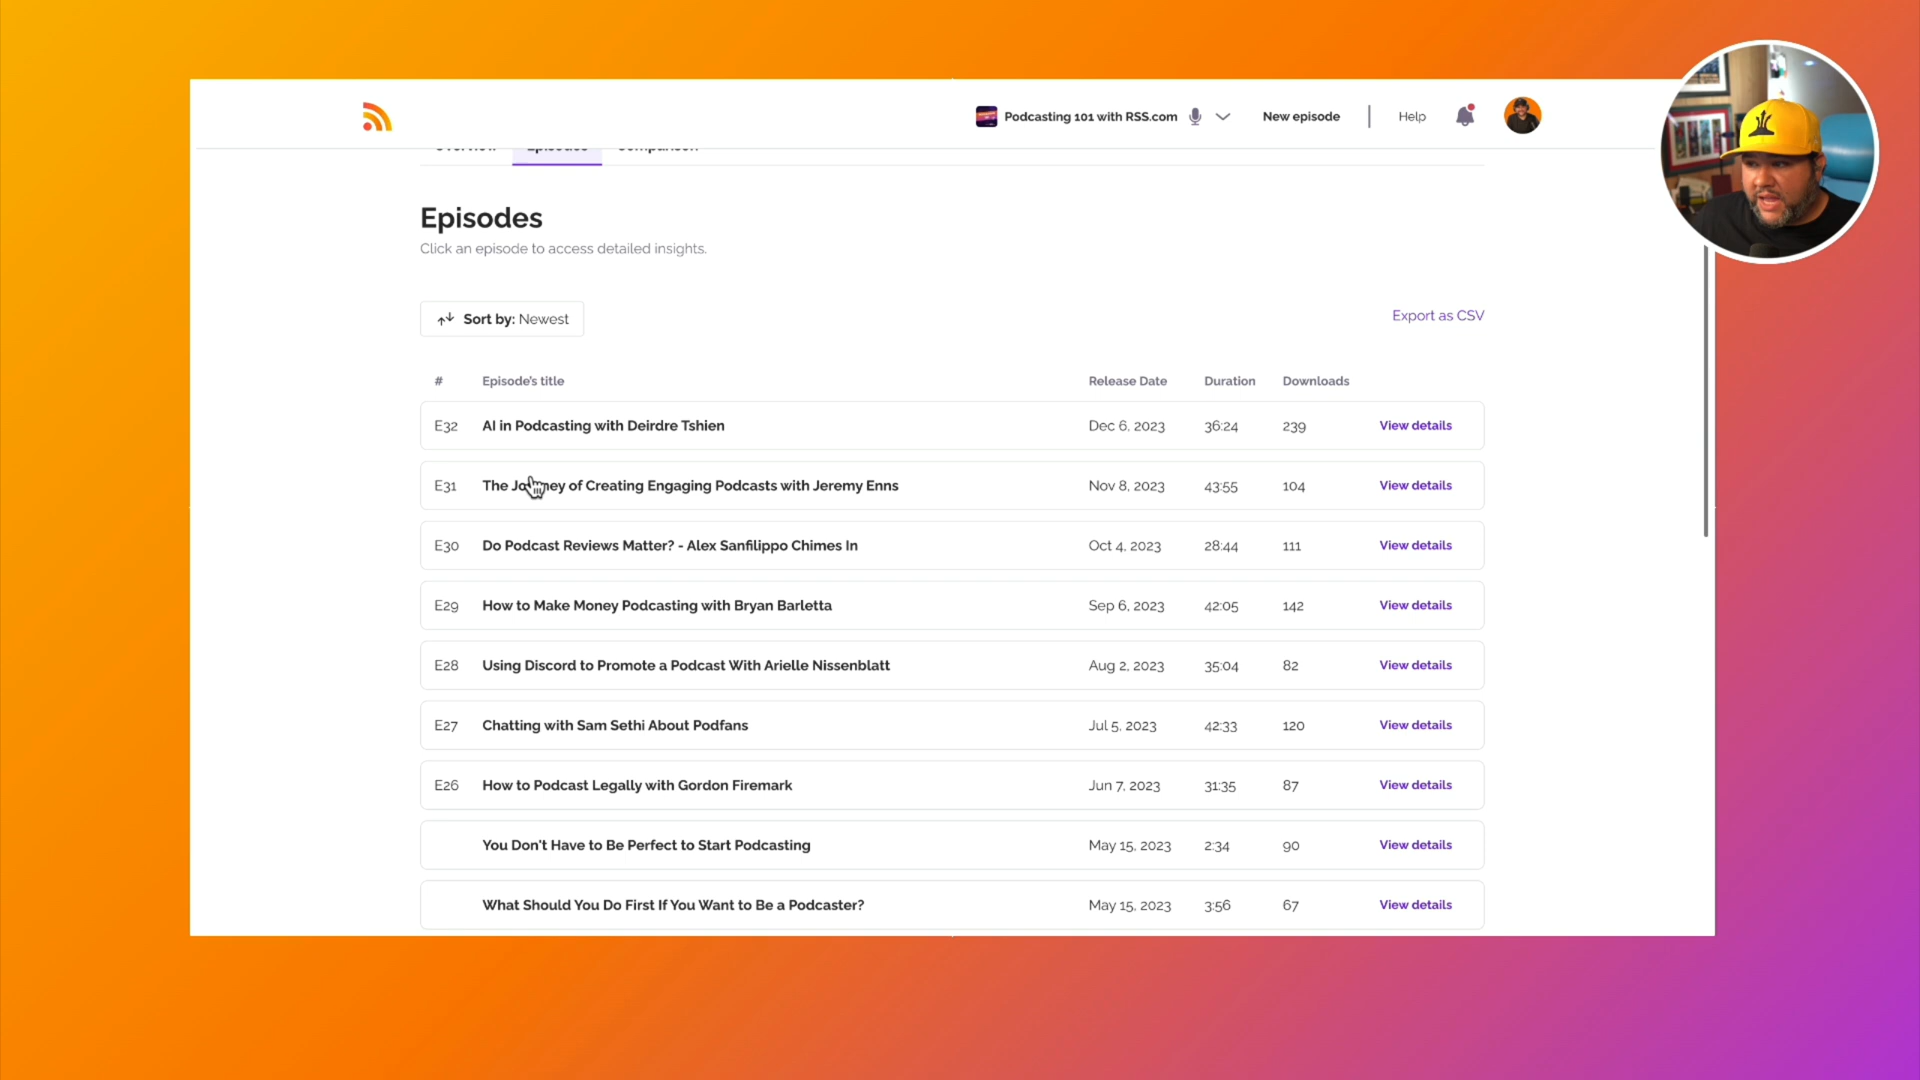 Podcasting 101 with RSS.com
New episode
Help
Overview
Episodes
Comparison
Episodes
Click an episode to access detailed insights.
Sort by: Newest
Export as CSV
# Episode's title Release Date Duration Downloads
E32 AI in Podcasting with Deirdre Tshien Dec 6, 2023 36:24 239 View details
E31 The Journey of Creating Engaging Podcasts with Jeremy Enns Nov 8, 2023 43:55 104 View details
E30 Do Podcast Reviews Matter? - Alex Sanfilippo Chimes In Oct 4, 2023 28:44 111 View details
E29 How to Make Money Podcasting with Bryan Barletta Sep 6, 2023 42:05 142 View details
E28 Using Discord to Promote a Podcast With Arielle Nissenblatt Aug 2, 2023 35:04 82 View details
E27 Chatting with Sam Sethi About Podfans Jul 5, 2023 42:33 120 View details
E26 How to Podcast Legally with Gordon Firemark Jun 7, 2023 31:35 87 View details
You Don't Have to Be Perfect to Start Podcasting May 15, 2023 2:34 90 View details
What Should You Do First If You Want to Be a Podcaster? May 15, 2023 3:56 67 View details